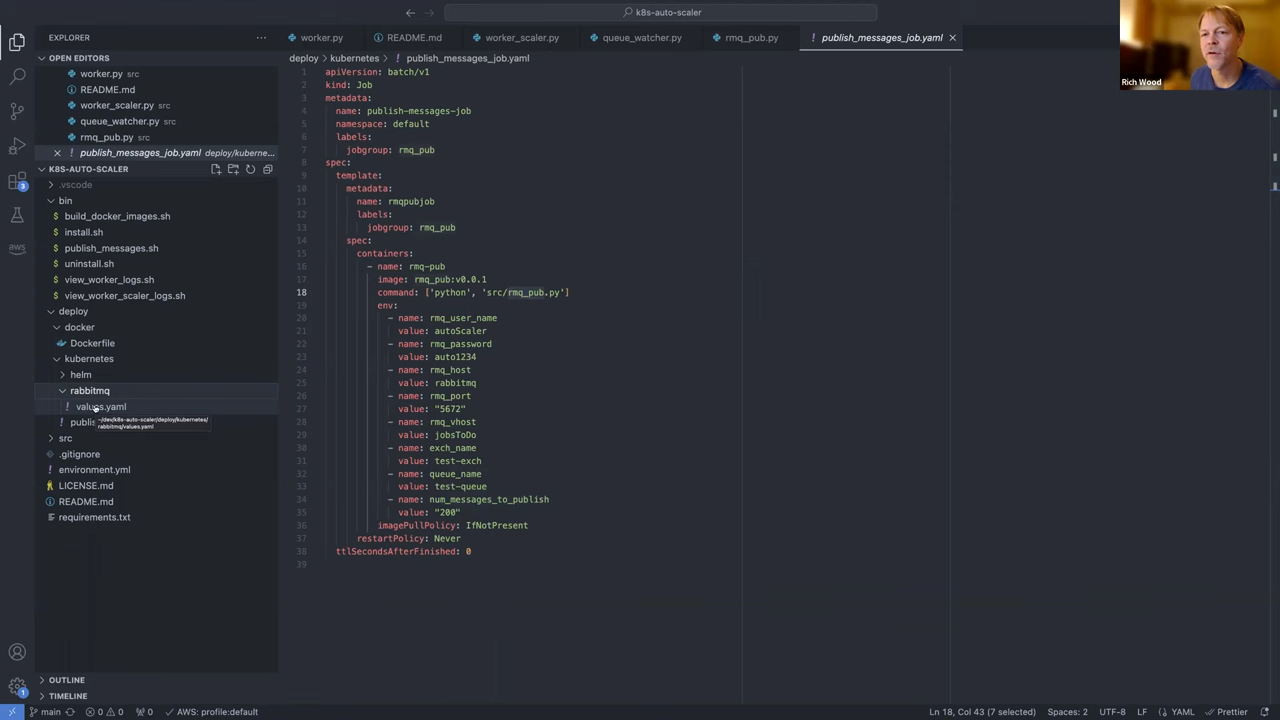 k8s-auto-scaler
EXPLORER
worker.py
README.md
worker_scaler.py
queue_watcher.py
rmq_pub.py
! publish_messages_job.yaml
Rich Wood
OPEN EDITORS
worker.py src
README.md
worker_scaler.py src
queue_watcher.py src
rmq_pub.py src
! publish_messages_job.yaml deploy/kuberne...
K8S-AUTO-SCALER
.vscode
bin
$ build_docker_images.sh
$ install.sh
$ publish_messages.sh
$ uninstall.sh
$ view_worker_logs.sh
$ view_worker_scaler_logs.sh
deploy
docker
Dockerfile
kubernetes
helm
rabbitmq
! values.yaml
! publis
~/dev/k8s-auto-scaler/deploy/kubernetes/
rabbitmq/values.yaml
src
.gitignore
environment.yml
LICENSE.md
README.md
requirements.txt
OUTLINE
TIMELINE
3
aws
1
deploy > kubernetes > ! publish_messages_job.yaml
1 apiVersion: batch/v1
2 kind: Job
3 metadata:
4 name: publish-messages-job
5 namespace: default
6 labels:
7 jobgroup: rmq_pub
8 spec:
9 template:
10 metadata:
11 name: rmqpubjob
12 labels:
13 jobgroup: rmq_pub
14 spec:
15 containers:
16 - name: rmq-pub
17 image: rmq_pub:v0.0.1
18 command: ['python', 'src/rmq_pub.py']
19 env:
20 - name: rmq_user_name
21 value: autoScaler
22 - name: rmq_password
23 value: auto1234
24 - name: rmq_host
25 value: rabbitmq
26 - name: rmq_port
27 value: "5672"
28 - name: rmq_vhost
29 value: jobsToDo
30 - name: exch_name
31 value: test-exch
32 - name: queue_name
33 value: test-queue
34 - name: num_messages_to_publish
35 value: "200"
36 imagePullPolicy: IfNotPresent
37 restartPolicy: Never
38 ttlSecondsAfterFinished: 0
39
main 0 0 0 AWS: profile:default Ln 18, Col 43 (7 selected) Spaces: 2 UTF-8 LF YAML Prettier